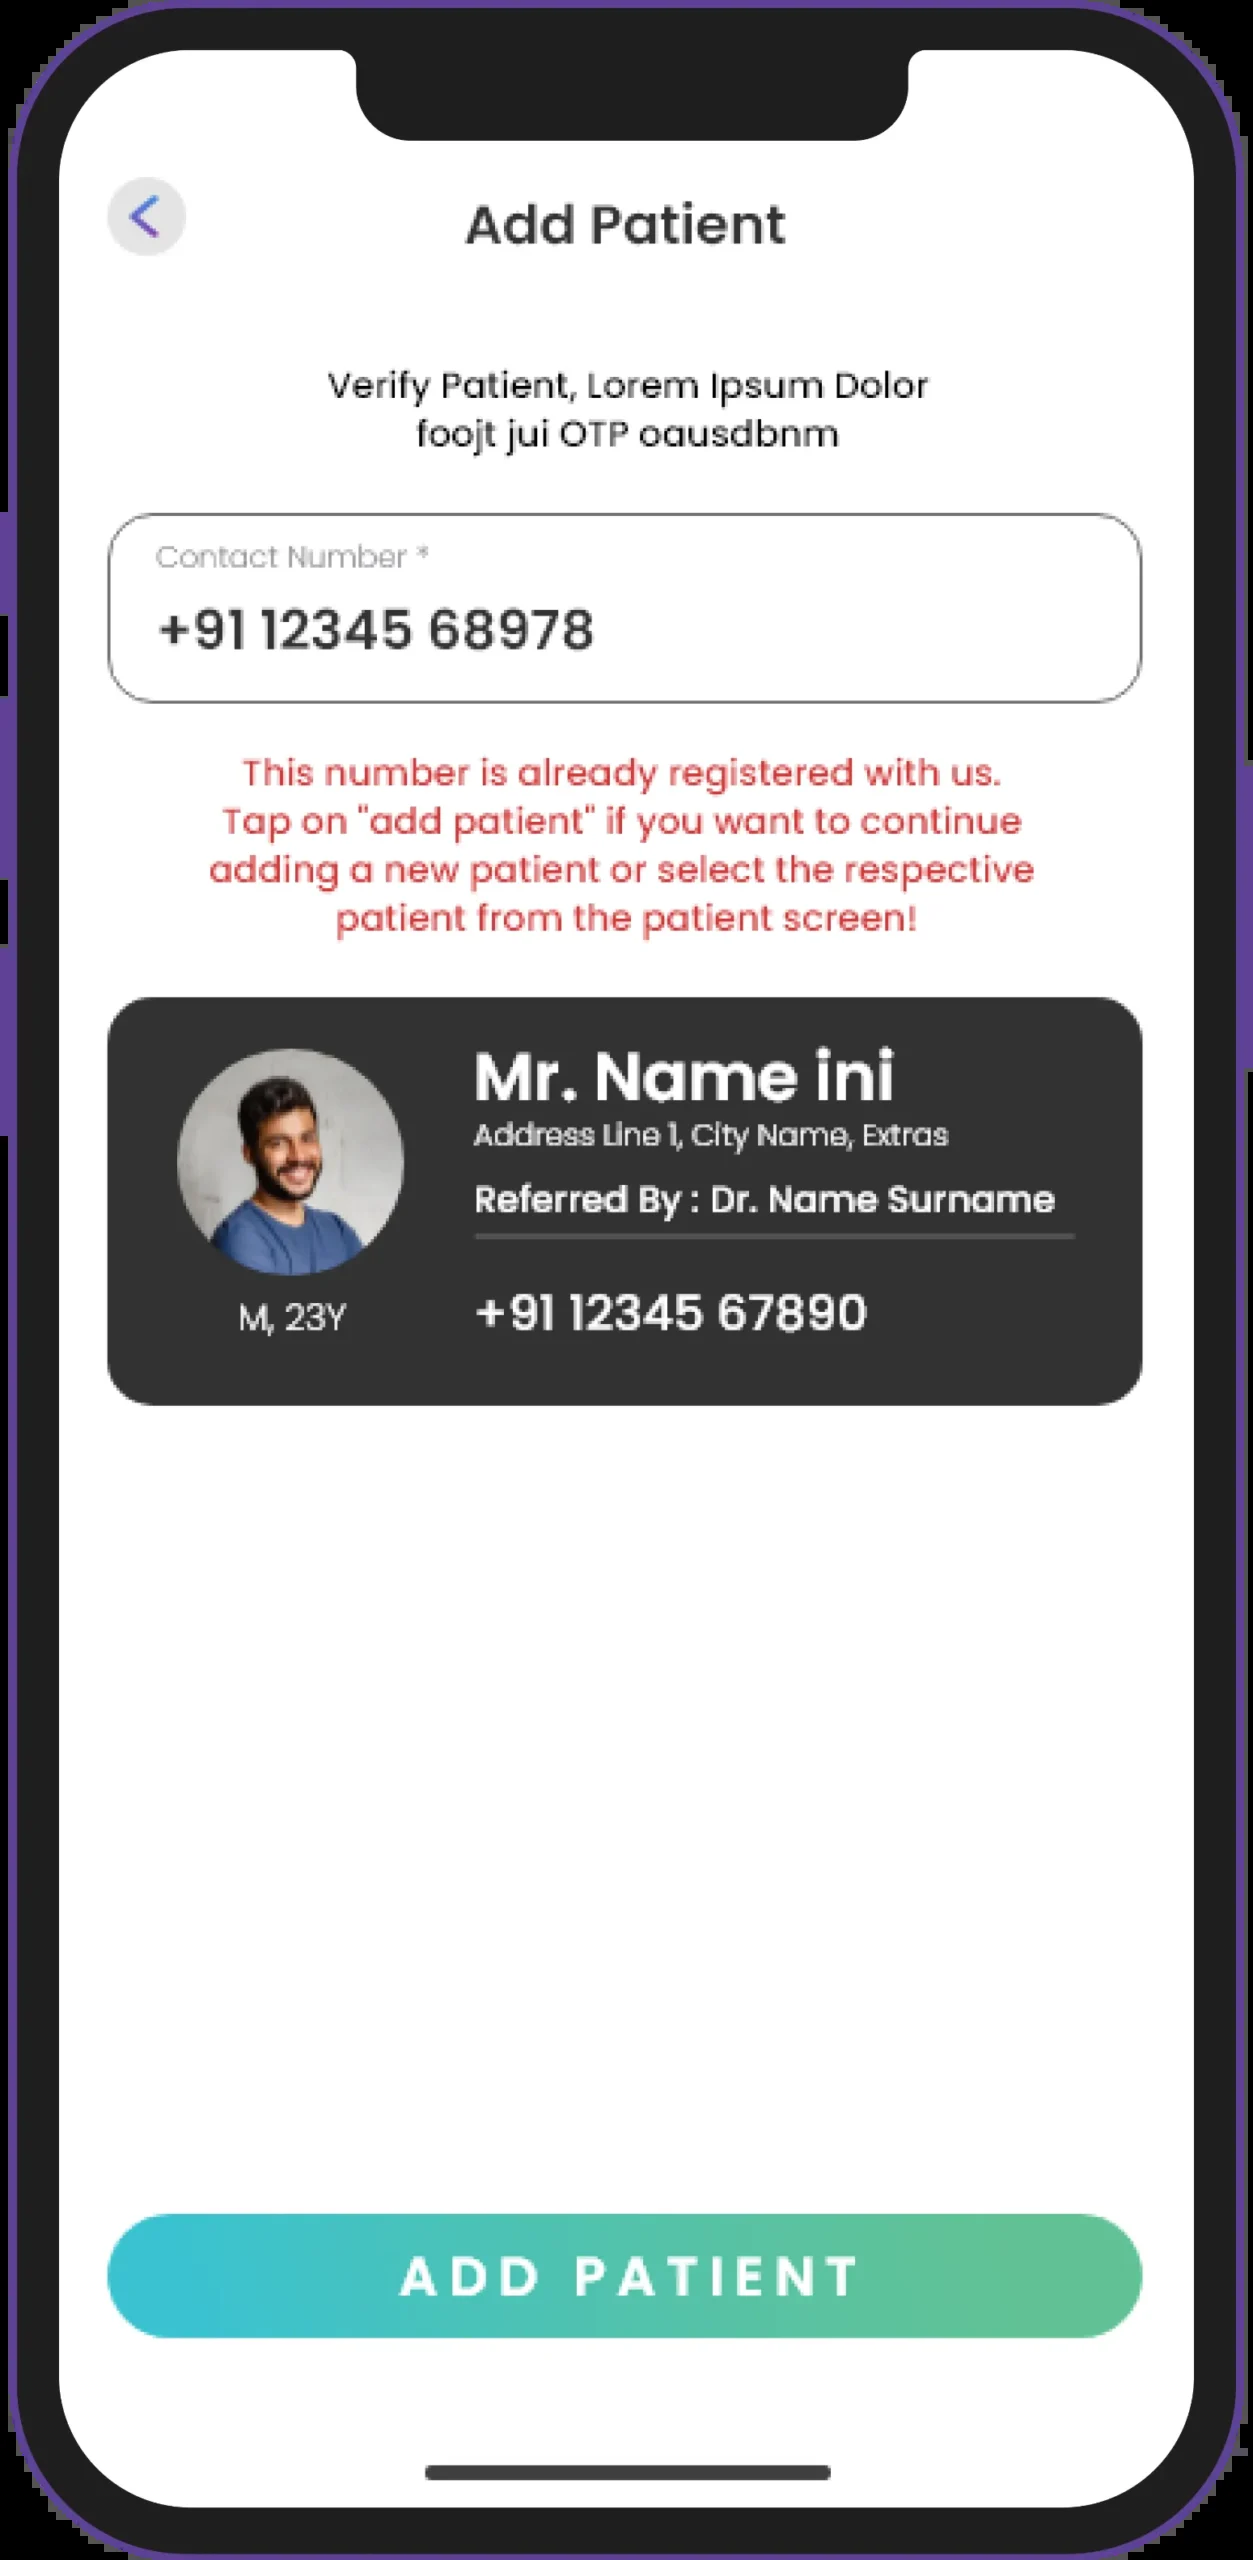 Add Patient
Verify Patient, Lorem Ipsum Dolor
foojt jui OTP oausdbnm
Contact Number *
+91 12345 68978
This number is already registered with us.
Tap on "add patient" if you want to continue
adding a new patient or select the respective
patient from the patient screen!
Mr. Name ini
Address Line 1, City Name, Extras
Referred By : Dr. Name Surname
M, 23Y
+91 12345 67890
ADD PATIENT